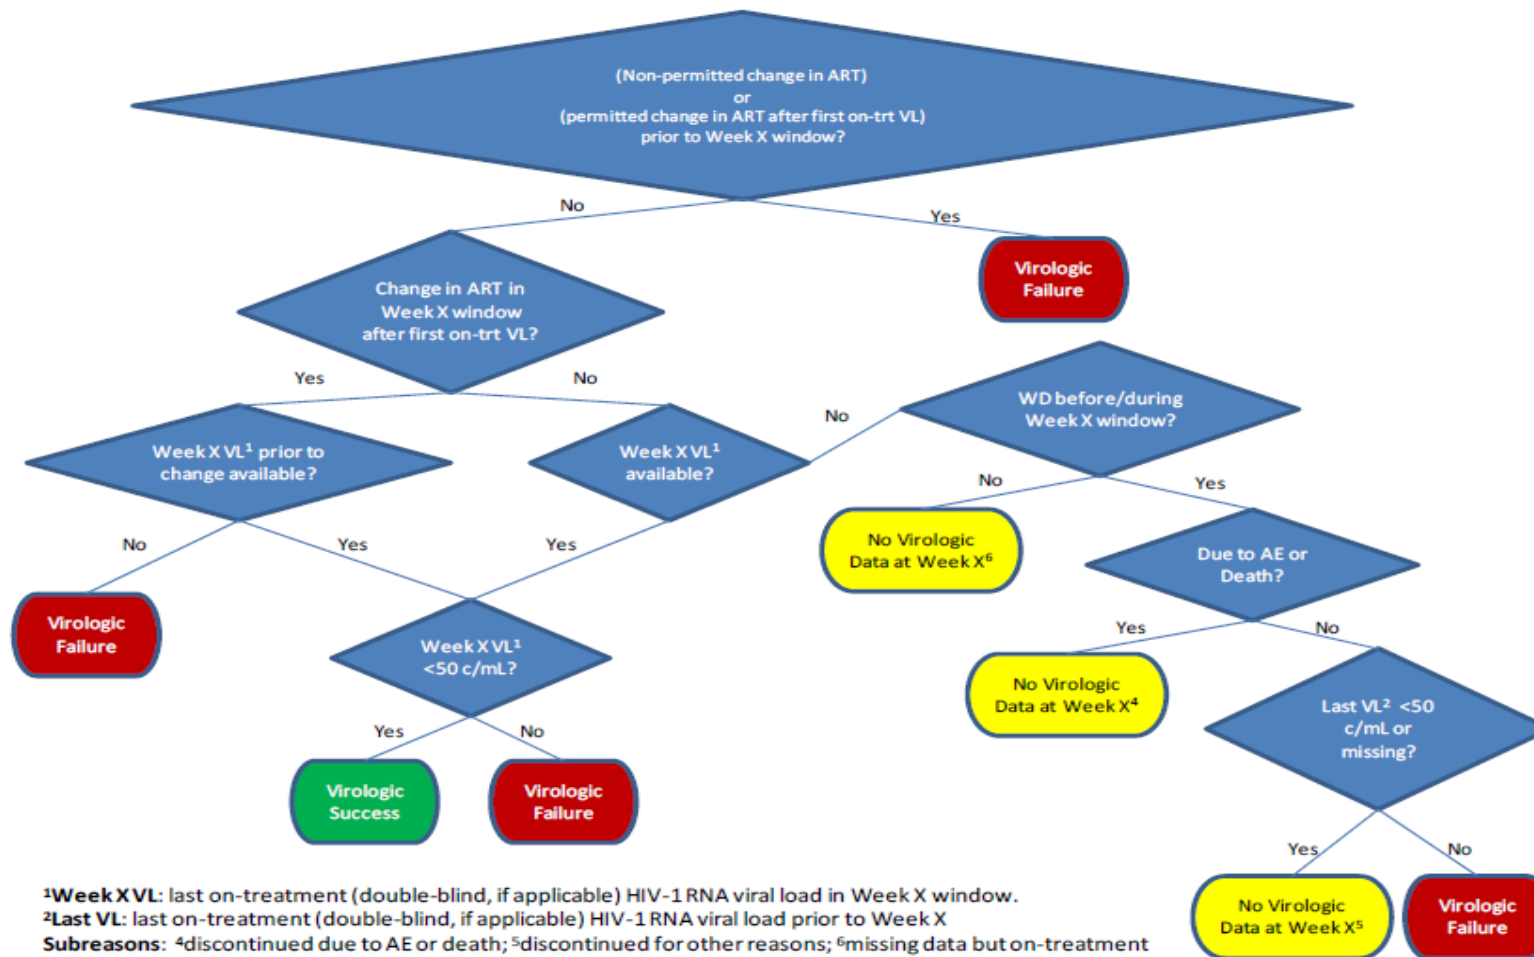 (Non-permitted change in ART)
or
(permitted change in ART after first on-trt VL)
prior to Week X window?
No
Yes
Virologic
Failure
Change in ART in
Week X window
after first on-trt VL?
Yes
No
No
WD before/during
Week X window?
Week X VL¹ prior to
change available?
Week X VL¹
available?
No
Yes
No
Yes
Yes
No Virologic
Data at Week X⁶
Due to AE or
Death?
Virologic
Failure
Week X VL¹
<50 c/mL?
Yes
No
No Virologic
Data at Week X⁴
Last VL² <50
c/mL or
missing?
Yes
No
Virologic
Success
Virologic
Failure
Yes
No
No Virologic
Data at Week X⁵
Virologic
Failure
¹Week X VL: last on-treatment (double-blind, if applicable) HIV-1 RNA viral load in Week X window.
²Last VL: last on-treatment (double-blind, if applicable) HIV-1 RNA viral load prior to Week X
Subreasons: ⁴discontinued due to AE or death; ⁵discontinued for other reasons; ⁶missing data but on-treatment